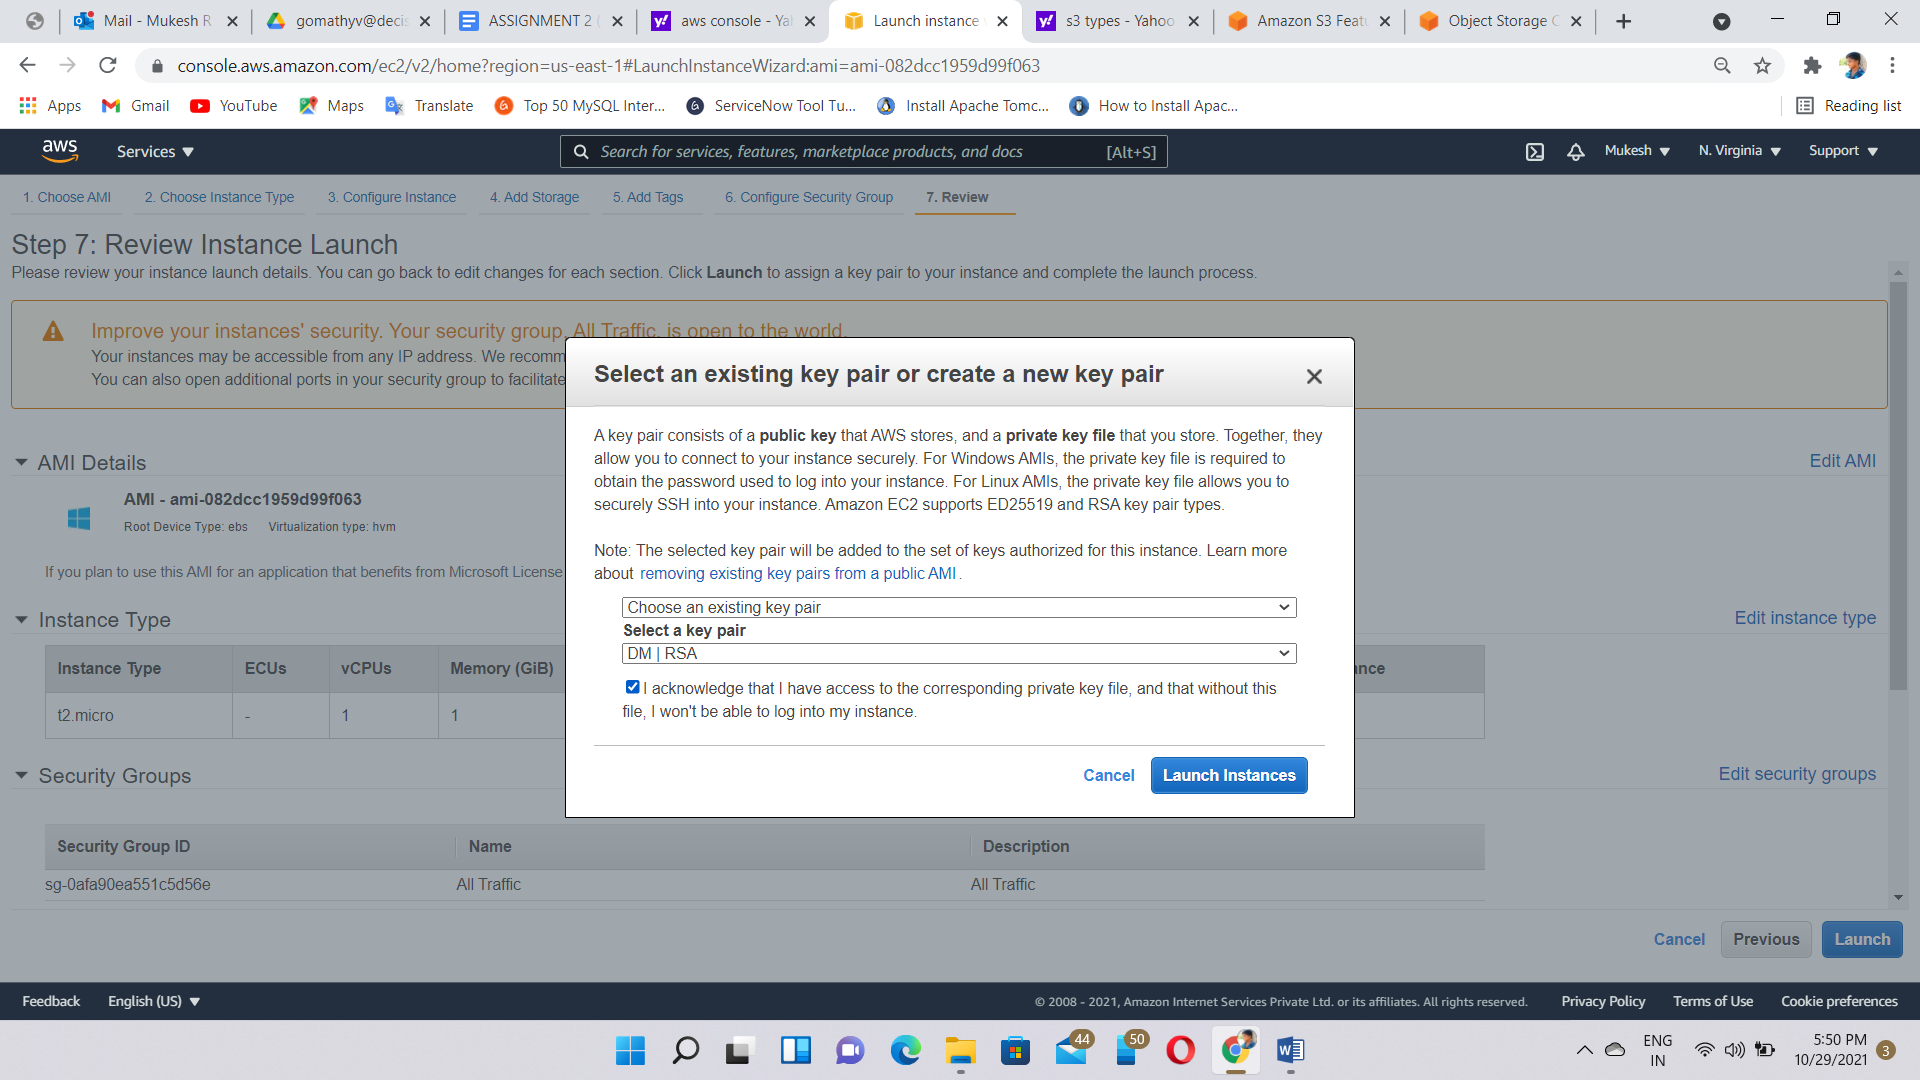 Mail - Mukesh R
gomathyv@decis
ASSIGNMENT 2 (
aws console - Yah
Launch instance
s3 types - Yahoo
Amazon S3 Featu
Object Storage C
console.aws.amazon.com/ec2/v2/home?region=us-east-1#LaunchInstanceWizard:ami=ami-082dcc1959d99f063
Apps
Gmail
YouTube
Maps
Translate
Top 50 MySQL Inter...
ServiceNow Tool Tu...
Install Apache Tomc...
How to Install Apac...
Reading list
aws
Services
Search for services, features, marketplace products, and docs
[Alt+S]
Mukesh
N. Virginia
Support
1. Choose AMI
2. Choose Instance Type
3. Configure Instance
4. Add Storage
5. Add Tags
6. Configure Security Group
7. Review
Step 7: Review Instance Launch
Please review your instance launch details. You can go back to edit changes for each section. Click Launch to assign a key pair to your instance and complete the launch process.
Improve your instances' security. Your security group, All Traffic, is open to the world.
Your instances may be accessible from any IP address. We recomm
You can also open additional ports in your security group to facilitate
Select an existing key pair or create a new key pair
A key pair consists of a public key that AWS stores, and a private key file that you store. Together, they
allow you to connect to your instance securely. For Windows AMIs, the private key file is required to
obtain the password used to log into your instance. For Linux AMIs, the private key file allows you to
securely SSH into your instance. Amazon EC2 supports ED25519 and RSA key pair types.
Note: The selected key pair will be added to the set of keys authorized for this instance. Learn more
about removing existing key pairs from a public AMI.
Choose an existing key pair
Select a key pair
DM | RSA
I acknowledge that I have access to the corresponding private key file, and that without this
file, I won't be able to log into my instance.
Cancel
Launch Instances
AMI Details
Edit AMI
AMI - ami-082dcc1959d99f063
Root Device Type: ebs
Virtualization type: hvm
If you plan to use this AMI for an application that benefits from Microsoft License
Instance Type
Edit instance type
Instance Type
ECUs
vCPUs
Memory (GiB)
nce
t2.micro
-
1
1
Security Groups
Edit security groups
Security Group ID
Name
Description
sg-0afa90ea551c5d56e
All Traffic
All Traffic
Cancel
Previous
Launch
Feedback
English (US)
© 2008 - 2021, Amazon Internet Services Private Ltd. or its affiliates. All rights reserved.
Privacy Policy
Terms of Use
Cookie preferences
44
50
ENG
IN
5:50 PM
10/29/2021
3